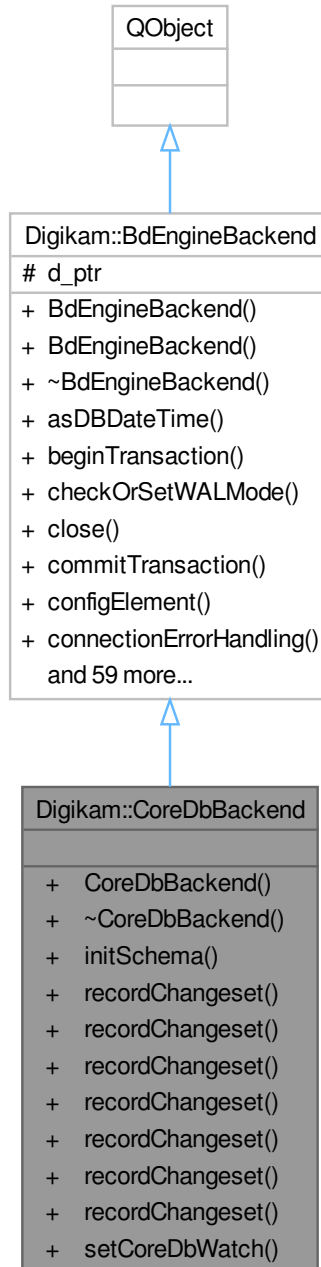 QObject
Digikam::BdEngineBackend
# d_ptr
+ BdEngineBackend()
+ BdEngineBackend()
+ ~BdEngineBackend()
+ asDBDateTime()
+ beginTransaction()
+ checkOrSetWALMode()
+ close()
+ commitTransaction()
+ configElement()
+ connectionErrorHandling()
and 59 more...
Digikam::CoreDbBackend
+ CoreDbBackend()
+ ~CoreDbBackend()
+ initSchema()
+ recordChangeset()
+ recordChangeset()
+ recordChangeset()
+ recordChangeset()
+ recordChangeset()
+ recordChangeset()
+ recordChangeset()
+ setCoreDbWatch()